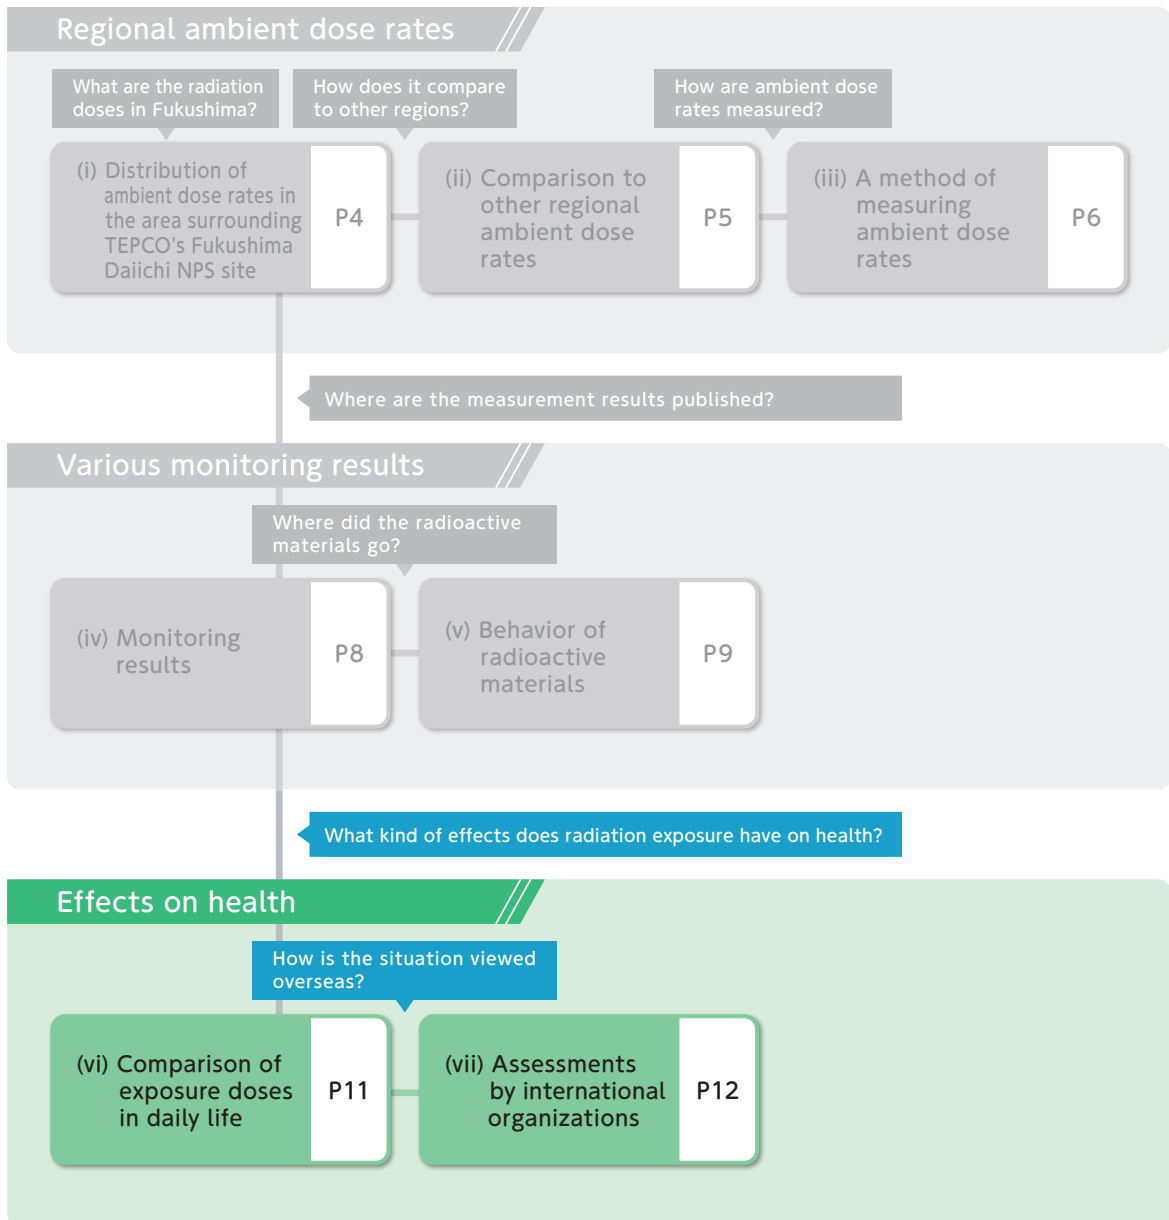 Regional ambient dose rates
What are the radiation
doses in Fukushima?
How does it compare
to other regions?
How are ambient dose
rates measured?
(i) Distribution of
ambient dose rates in
the area surrounding
TEPCO's Fukushima
Daiichi NPS site
P4
(ii) Comparison to
other regional
ambient dose
rates
P5
(iii) A method of
measuring
ambient dose
rates
P6
Where are the measurement results published?
Various monitoring results
Where did the radioactive
materials go?
(iv) Monitoring
results
P8
(v) Behavior of
radioactive
materials
P9
What kind of effects does radiation exposure have on health?
Effects on health
How is the situation viewed
overseas?
(vi) Comparison of
exposure doses
in daily life
P11
(vii) Assessments
by international
organizations
P12